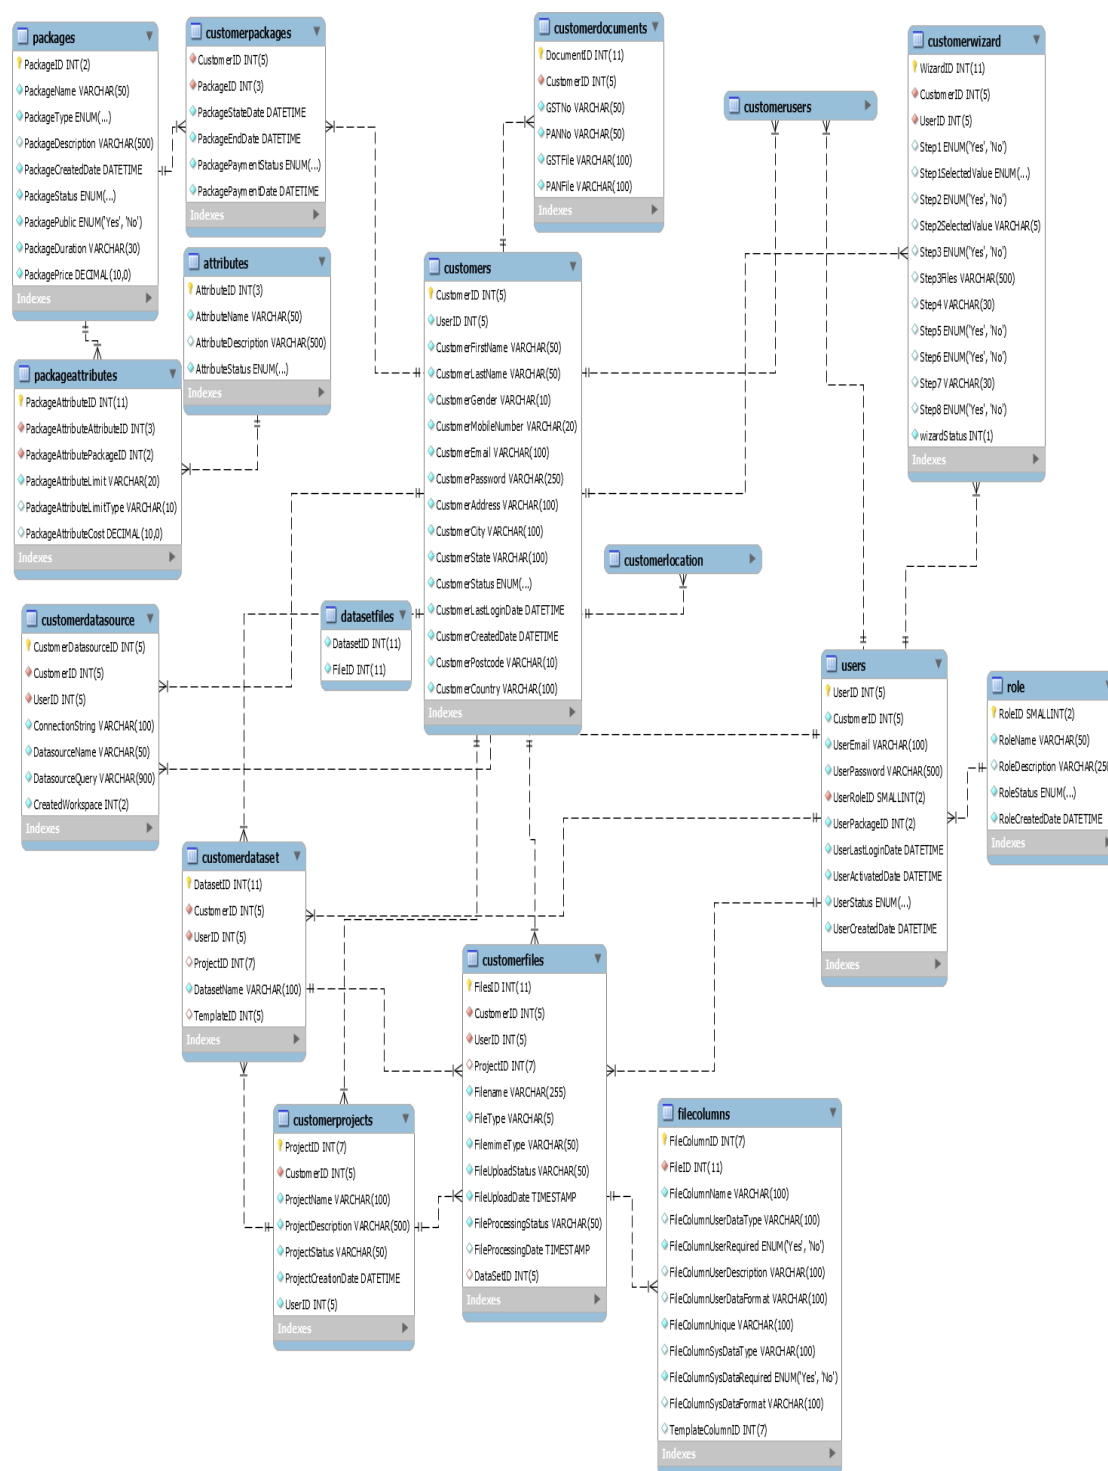 packages
PackageID INT(2)
PackageName VARCHAR(50)
PackageType ENUM(...)
PackageDescription VARCHAR(500)
PackageCreatedDate DATETIME
PackageStatus ENUM(...)
PackagePublic ENUM('Yes', 'No')
PackageDuration VARCHAR(30)
PackagePrice DECIMAL(10,0)
Indexes
customerpackages
CustomerID INT(5)
PackageID INT(3)
PackageStateDate DATETIME
PackageEndDate DATETIME
PackagePaymentStatus ENUM(...)
PackagePaymentDate DATETIME
Indexes
customerdocuments
DocumentID INT(11)
CustomerID INT(5)
GSTNo VARCHAR(50)
PANNo VARCHAR(50)
GSTFile VARCHAR(100)
PANFile VARCHAR(100)
Indexes
customerusers
customerwizard
WizardID INT(11)
CustomerID INT(5)
UserID INT(5)
Step1 ENUM('Yes', 'No')
Step1SelectedValue ENUM(...)
Step2 ENUM('Yes', 'No')
Step2SelectedValue VARCHAR(5)
Step3 ENUM('Yes', 'No')
Step3Files VARCHAR(500)
Step4 VARCHAR(30)
Step5 ENUM('Yes', 'No')
Step6 ENUM('Yes', 'No')
Step7 VARCHAR(30)
Step8 ENUM('Yes', 'No')
wizardStatus INT(1)
Indexes
attributes
AttributeID INT(3)
AttributeName VARCHAR(50)
AttributeDescription VARCHAR(500)
AttributeStatus ENUM(...)
Indexes
customers
CustomerID INT(5)
UserID INT(5)
CustomerFirstName VARCHAR(50)
CustomerLastName VARCHAR(50)
CustomerGender VARCHAR(10)
CustomerMobileNumber VARCHAR(20)
CustomerEmail VARCHAR(100)
CustomerPassword VARCHAR(250)
CustomerAddress VARCHAR(100)
CustomerCity VARCHAR(100)
CustomerState VARCHAR(100)
CustomerStatus ENUM(...)
CustomerLastLoginDate DATETIME
CustomerCreatedDate DATETIME
CustomerPostcode VARCHAR(10)
CustomerCountry VARCHAR(100)
Indexes
packageattributes
PackageAttributeID INT(11)
PackageAttributeAttributeID INT(3)
PackageAttributePackageID INT(2)
PackageAttributeLimit VARCHAR(20)
PackageAttributeLimitType VARCHAR(10)
PackageAttributeCost DECIMAL(10,0)
Indexes
customerlocation
customerdatasource
CustomerDatasourceID INT(5)
CustomerID INT(5)
UserID INT(5)
ConnectionString VARCHAR(100)
DatasourceName VARCHAR(50)
DatasourceQuery VARCHAR(900)
CreatedWorkspace INT(2)
Indexes
datasetfiles
DatasetID INT(11)
FileID INT(11)
users
UserID INT(5)
CustomerID INT(5)
UserEmail VARCHAR(100)
UserPassword VARCHAR(500)
UserRoleID SMALLINT(2)
UserPackageID INT(2)
UserLastLoginDate DATETIME
UserActivatedDate DATETIME
UserStatus ENUM(...)
UserCreatedDate DATETIME
Indexes
role
RoleID SMALLINT(2)
RoleName VARCHAR(50)
RoleDescription VARCHAR(250
RoleStatus ENUM(...)
RoleCreatedDate DATETIME
Indexes
customerdataset
DatasetID INT(11)
CustomerID INT(5)
UserID INT(5)
ProjectID INT(7)
DatasetName VARCHAR(100)
TemplateID INT(5)
Indexes
customerfiles
FilesID INT(11)
CustomerID INT(5)
UserID INT(5)
ProjectID INT(7)
Filename VARCHAR(255)
FileType VARCHAR(5)
FilemimeType VARCHAR(50)
FileUploadStatus VARCHAR(50)
FileUploadDate TIMESTAMP
FileProcessingStatus VARCHAR(50)
FileProcessingDate TIMESTAMP
DataSetID INT(5)
Indexes
customerprojects
ProjectID INT(7)
CustomerID INT(5)
ProjectName VARCHAR(100)
ProjectDescription VARCHAR(500)
ProjectStatus VARCHAR(50)
ProjectCreationDate DATETIME
UserID INT(5)
Indexes
filecolumns
FileColumnID INT(7)
FileID INT(11)
FileColumnName VARCHAR(100)
FileColumnUserDataType VARCHAR(100)
FileColumnUserRequired ENUM('Yes', 'No')
FileColumnUserDescription VARCHAR(100)
FileColumnUserDataFormat VARCHAR(100)
FileColumnUnique VARCHAR(100)
FileColumnSysDataType VARCHAR(100)
FileColumnSysDataRequired ENUM('Yes', 'No')
FileColumnSysDataFormat VARCHAR(100)
TemplateColumnID INT(7)
Indexes